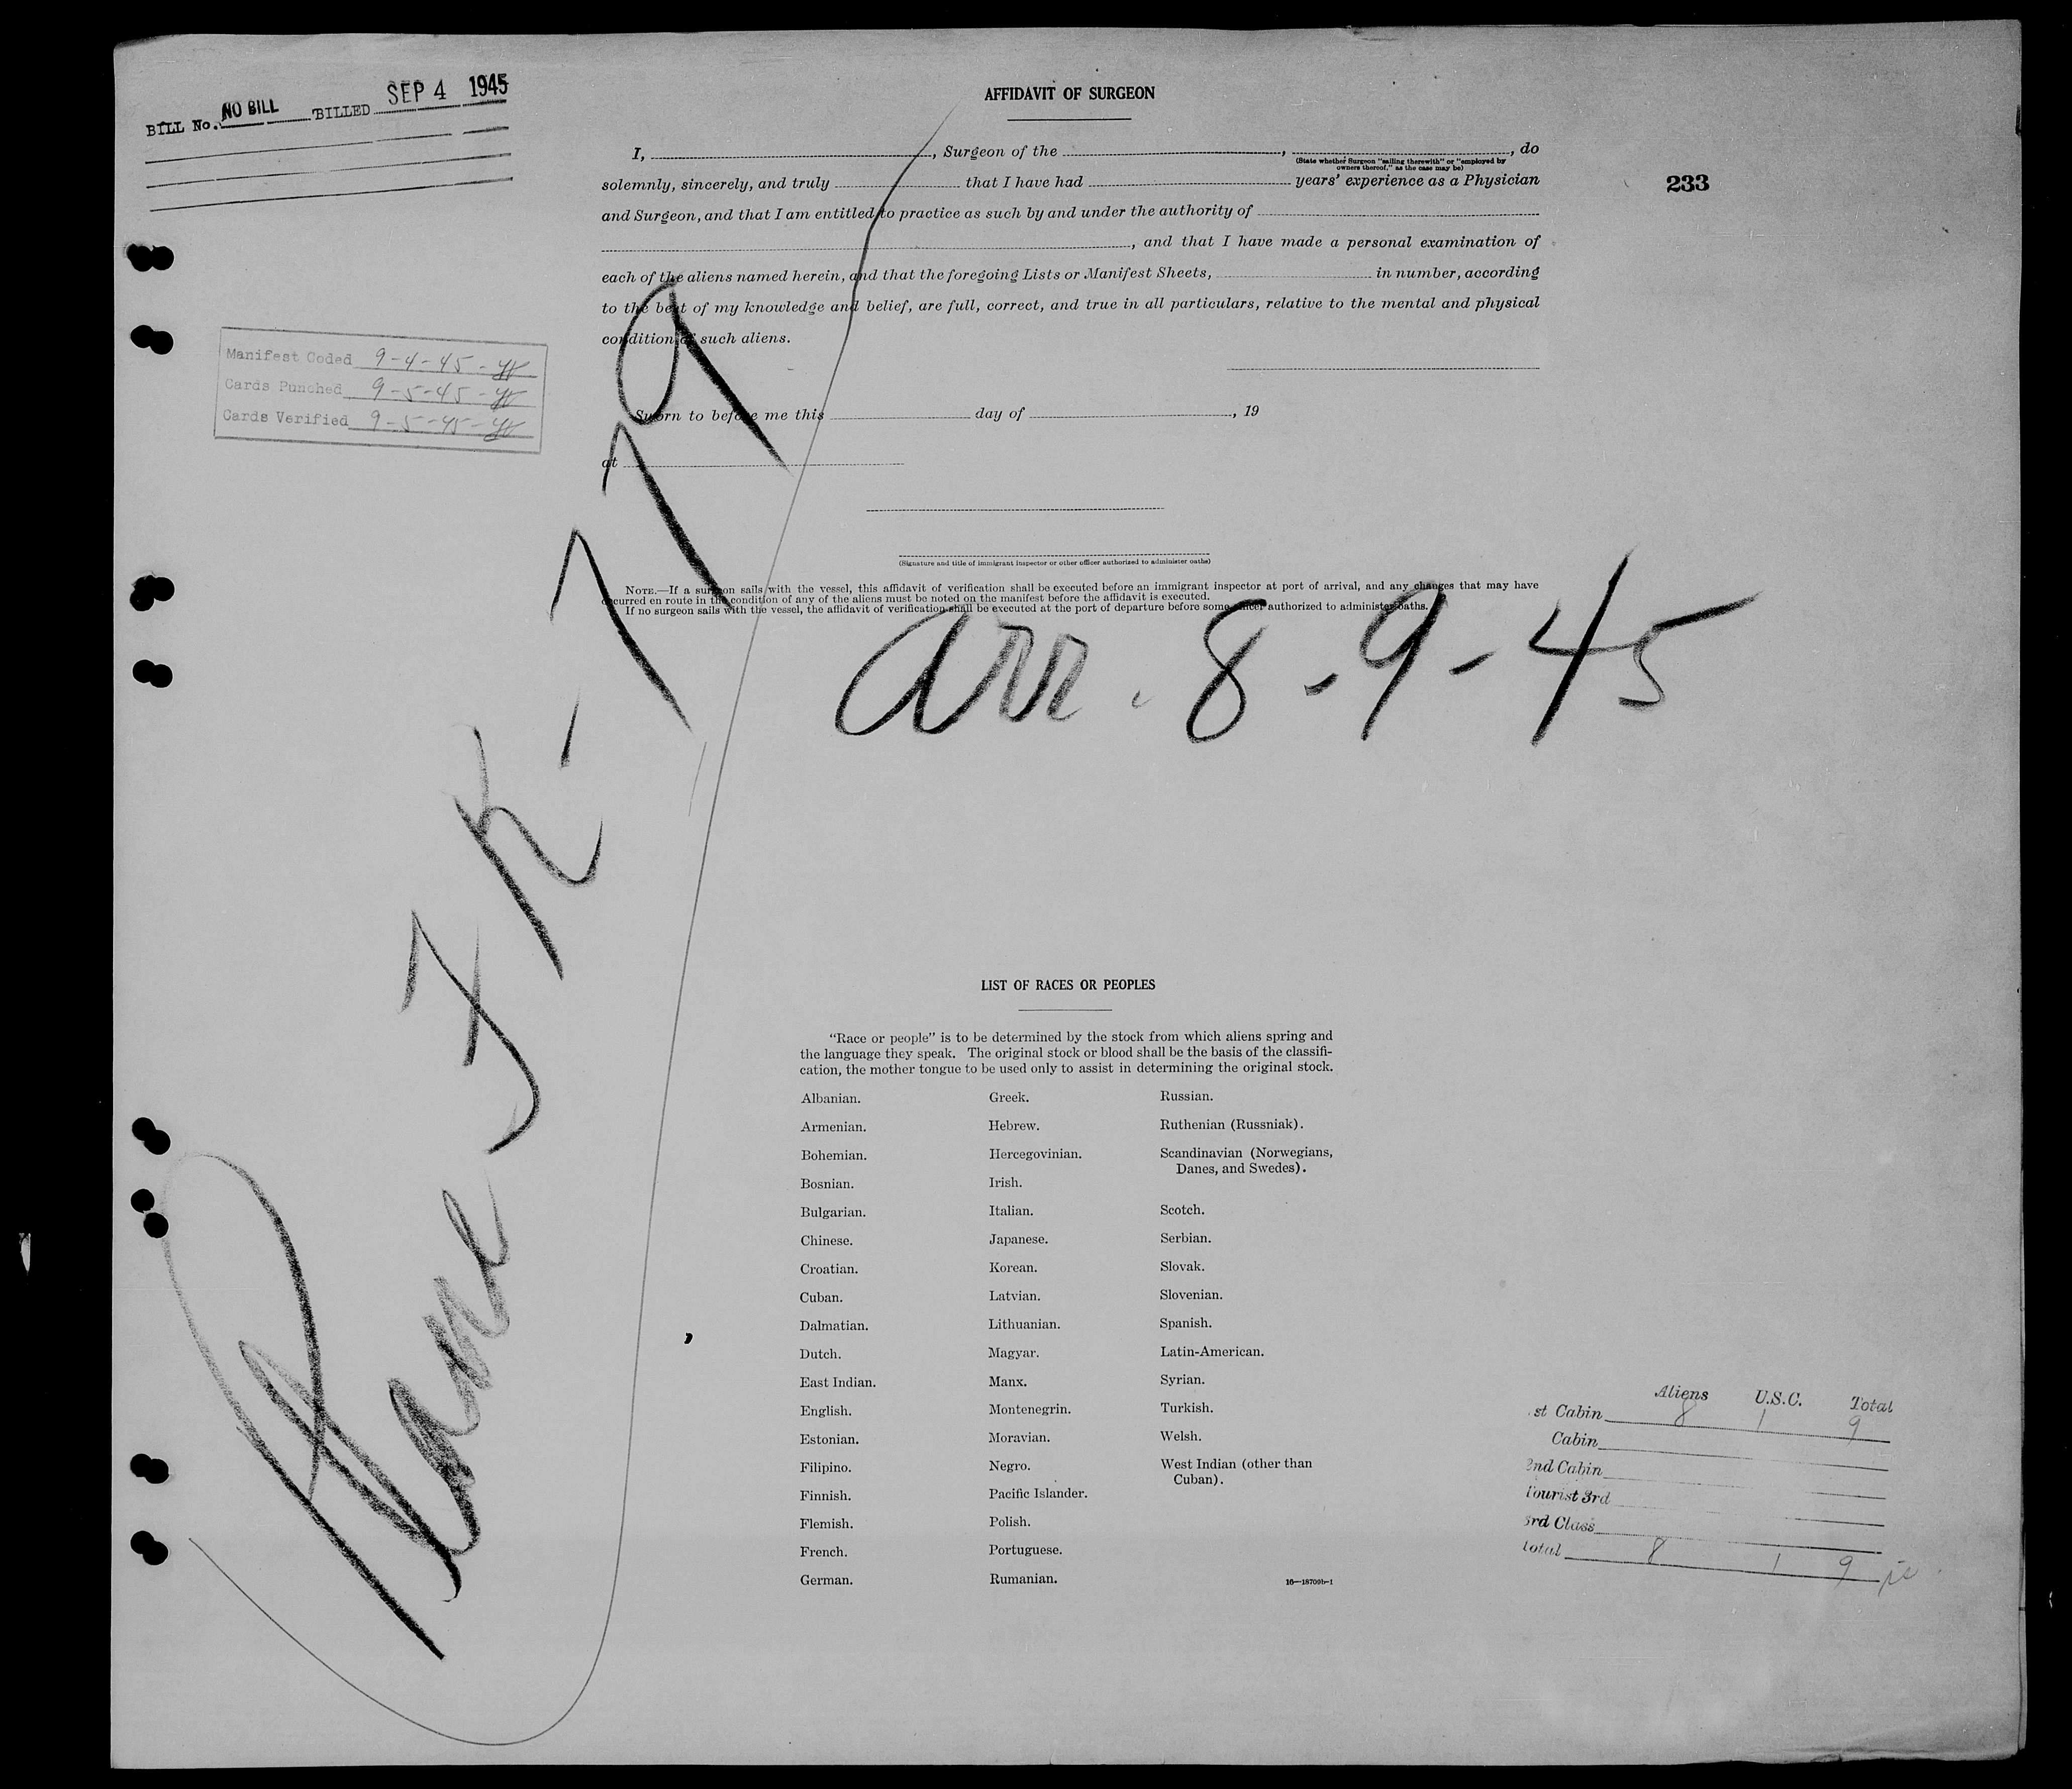 BILL No. NO BILL BILLED SEP 4 1945
AFFIDAVIT OF SURGEON
I, , Surgeon of the , , do
(State whether Surgeon "sailing therewith" or "employed by
owners thereof," as the case may be)
solemnly, sincerely, and truly that I have had years' experience as a Physician
233
and Surgeon, and that I am entitled to practice as such by and under the authority of
, and that I have made a personal examination of
each of the aliens named herein, and that the foregoing Lists or Manifest Sheets, in number, according
to the best of my knowledge and belief, are full, correct, and true in all particulars, relative to the mental and physical
condition of such aliens.
Manifest Coded 9-4-45-
Cards Punched 9-5-45-
Cards Verified 9-5-45-
Sworn to before me this day of , 19
at
(Signature and title of immigrant inspector or other officer authorized to administer oaths)
NOTE.—If a surgeon sails with the vessel, this affidavit of verification shall be executed before an immigrant inspector at port of arrival, and any changes that may have
occurred en route in the condition of any of the aliens must be noted on the manifest before the affidavit is executed.
If no surgeon sails with the vessel, the affidavit of verification shall be executed at the port of departure before some officer authorized to administer oaths.
arr. 8-9-45
Plane JK-779
LIST OF RACES OR PEOPLES
"Race or people" is to be determined by the stock from which aliens spring and
the language they speak. The original stock or blood shall be the basis of the classifi-
cation, the mother tongue to be used only to assist in determining the original stock.
Albanian.
Armenian.
Bohemian.
Bosnian.
Bulgarian.
Chinese.
Croatian.
Cuban.
Dalmatian.
Dutch.
East Indian.
English.
Estonian.
Filipino.
Finnish.
Flemish.
French.
German.
Greek.
Hebrew.
Hercegovinian.
Irish.
Italian.
Japanese.
Korean.
Latvian.
Lithuanian.
Magyar.
Manx.
Montenegrin.
Moravian.
Negro.
Pacific Islander.
Polish.
Portuguese.
Rumanian.
Russian.
Ruthenian (Russniak).
Scandinavian (Norwegians,
Danes, and Swedes).
Scotch.
Serbian.
Slovak.
Slovenian.
Spanish.
Latin-American.
Syrian.
Turkish.
Welsh.
West Indian (other than
Cuban).
16—18709b-1
Aliens U.S.C. Total
st Cabin 8 1 9
Cabin
2nd Cabin
Tourist 3rd
3rd Class
Total 8 1 9